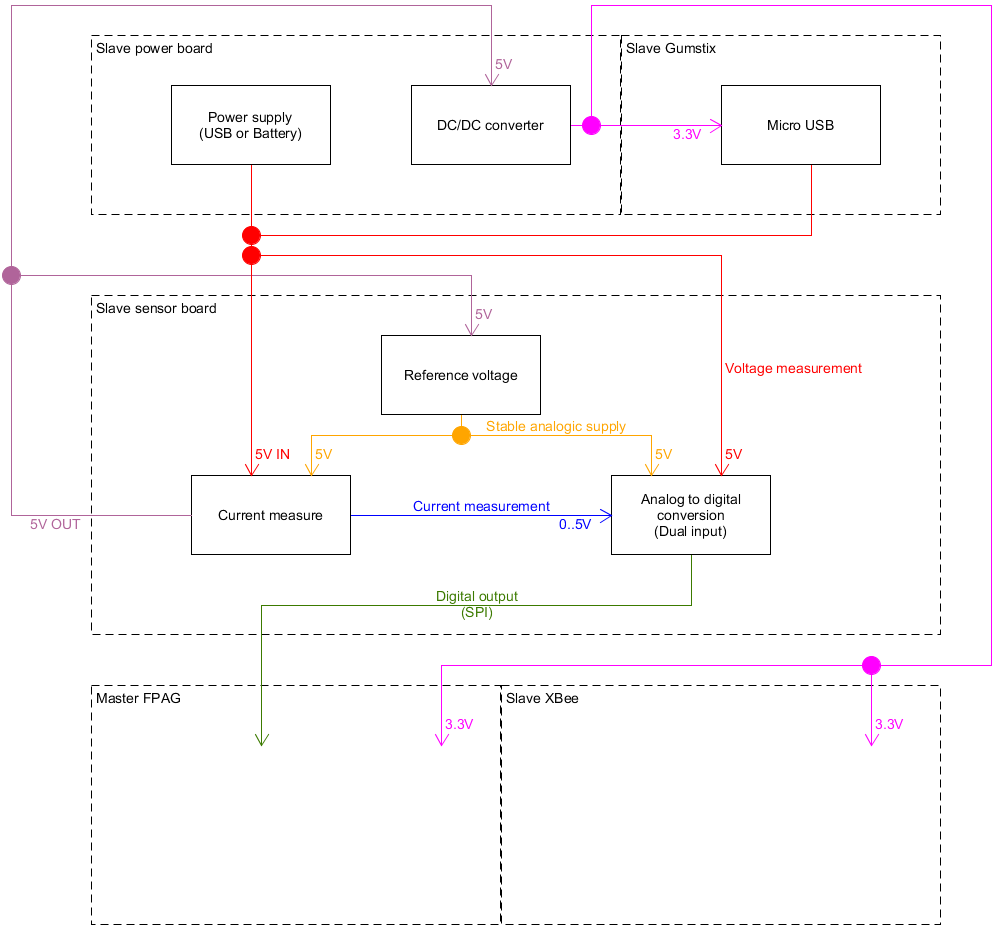 Slave power board
Slave Gumstix
5V
Power supply
(USB or Battery)
DC/DC converter
3.3V
Micro USB
Slave sensor board
5V
Reference voltage
Voltage measurement
Stable analogic supply
5V IN
5V
5V
5V
Current measure
Current measurement
0..5V
Analog to digital
conversion
(Dual input)
5V OUT
Digital output
(SPI)
Master FPAG
Slave XBee
3.3V
3.3V